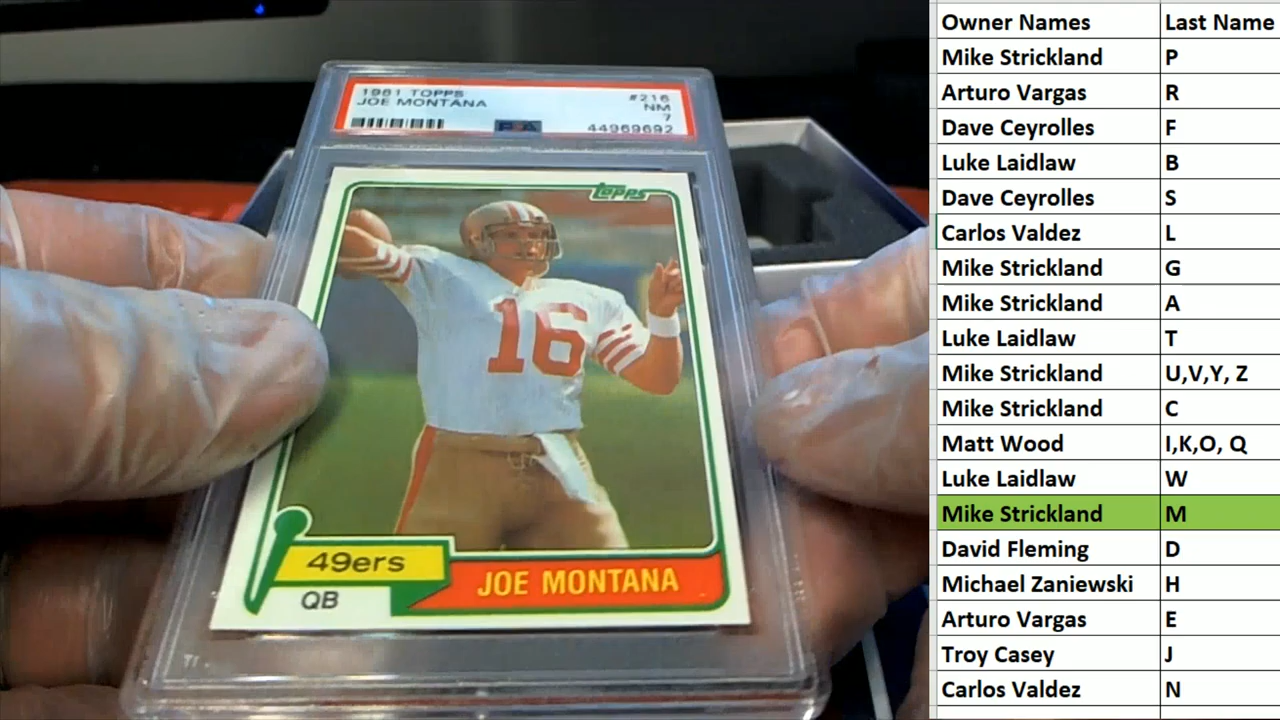 1981 TOPPS #216
JOE MONTANA NM
7
PSA 44969692
topps
16
49ers
QB
JOE MONTANA
Owner Names Last Name
Mike Strickland P
Arturo Vargas R
Dave Ceyrolles F
Luke Laidlaw B
Dave Ceyrolles S
Carlos Valdez L
Mike Strickland G
Mike Strickland A
Luke Laidlaw T
Mike Strickland U,V,Y, Z
Mike Strickland C
Matt Wood I,K,O, Q
Luke Laidlaw W
Mike Strickland M
David Fleming D
Michael Zaniewski H
Arturo Vargas E
Troy Casey J
Carlos Valdez N